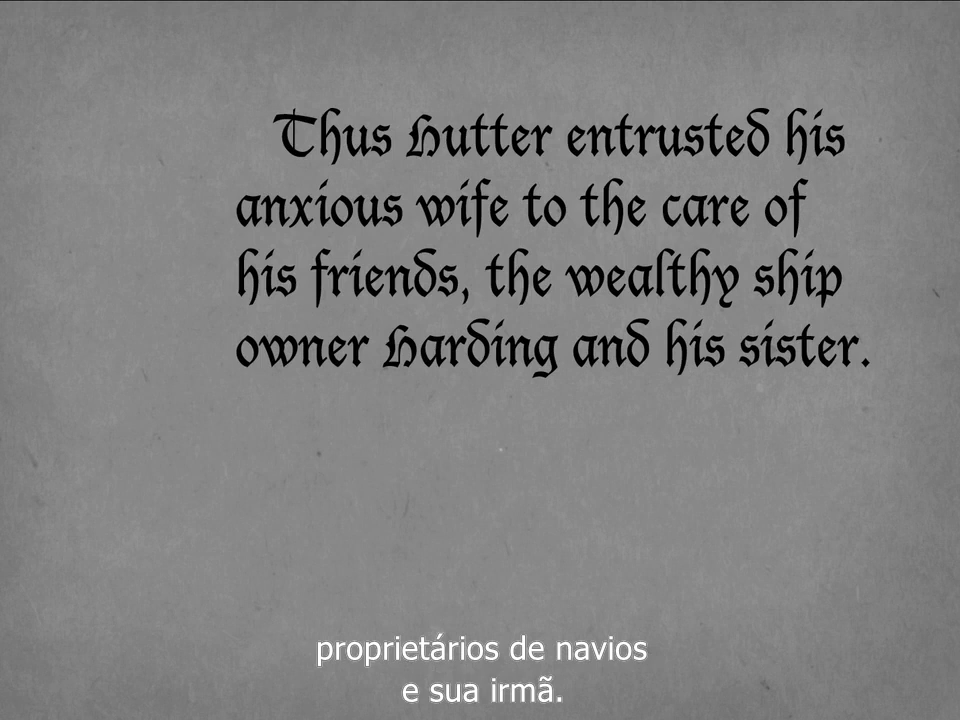 Thus Hutter entrusted his
anxious wife to the care of
his friends, the wealthy ship
owner Harding and his sister.
proprietários de navios
e sua irmã.